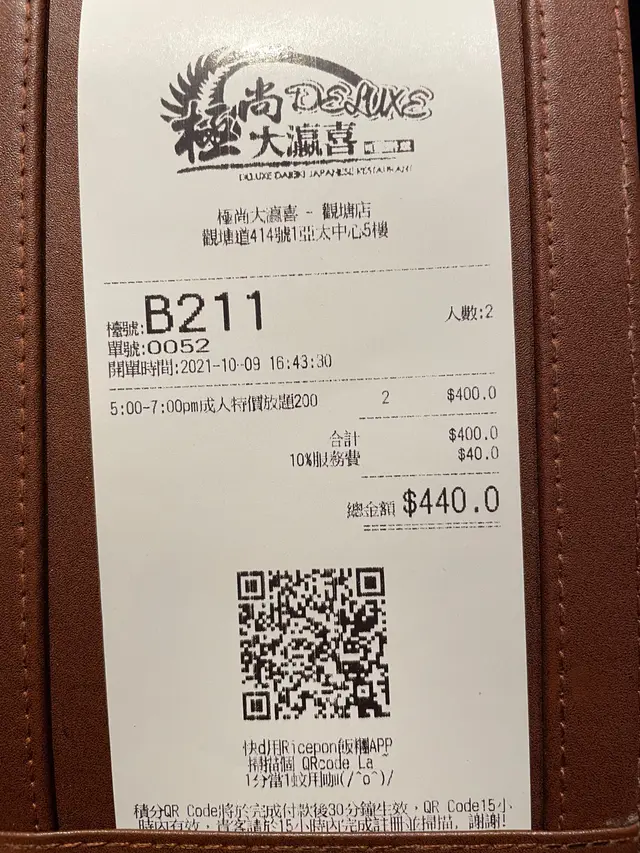 極尚 DELUXE
大瀛喜
DELUXE DAIEKI JAPANESE RESTAURANT
極尚大瀛喜 - 觀塘店
觀塘道414號1亞太中心5樓
檯號:B211 人數:2
單號:0052
開單時間:2021-10-09 16:43:30
5:00-7:00pm成人特價放題200 2 $400.0
合計 $400.0
10%服務費 $40.0
總金額 $440.0
快d用Ricepon飯糰APP
掃描個 QRcode La ~
1分當1蚊用㗎(/^o^)/
積分QR Code將於完成付款後30分鐘生效, QR Code15小
時內有效, 貴客請於15小時內完成註冊並掃描, 謝謝!